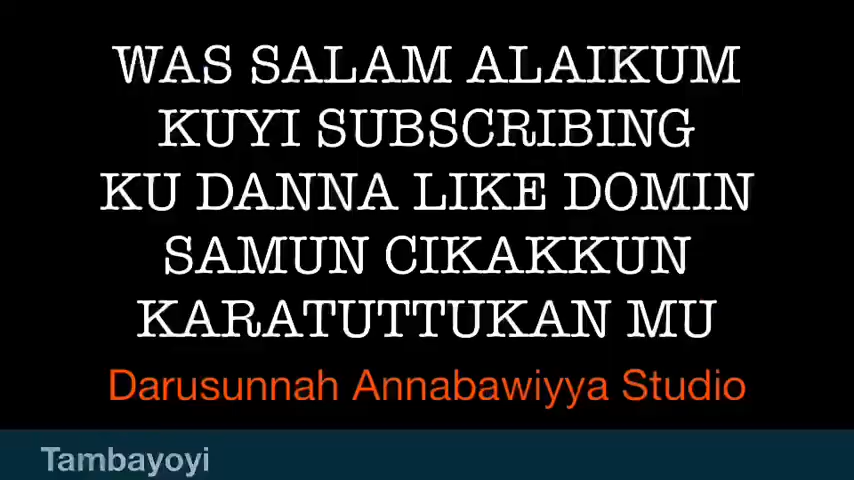 WAS SALAM ALAIKUM
KUYI SUBSCRIBING
KU DANNA LIKE DOMIN
SAMUN CIKAKKUN
KARATUTTUKAN MU
Darusunnah Annabawiyya Studio
Tambayoyi